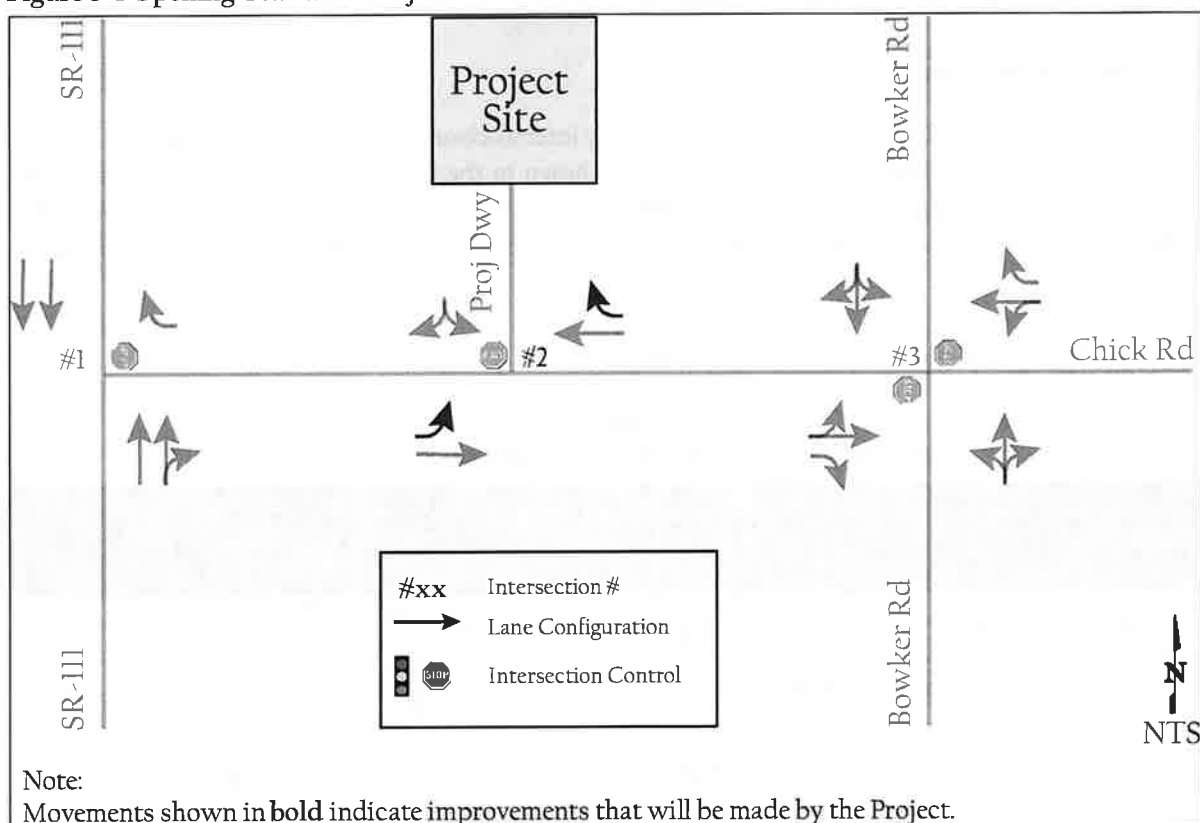 SR-111
Project
Site
Bowker Rd
Proj Dwy
#1
#2
#3
Chick Rd
#xx Intersection #
Lane Configuration
STOP Intersection Control
SR-111
Bowker Rd
N
NTS
Note:
Movements shown in bold indicate improvements that will be made by the Project.